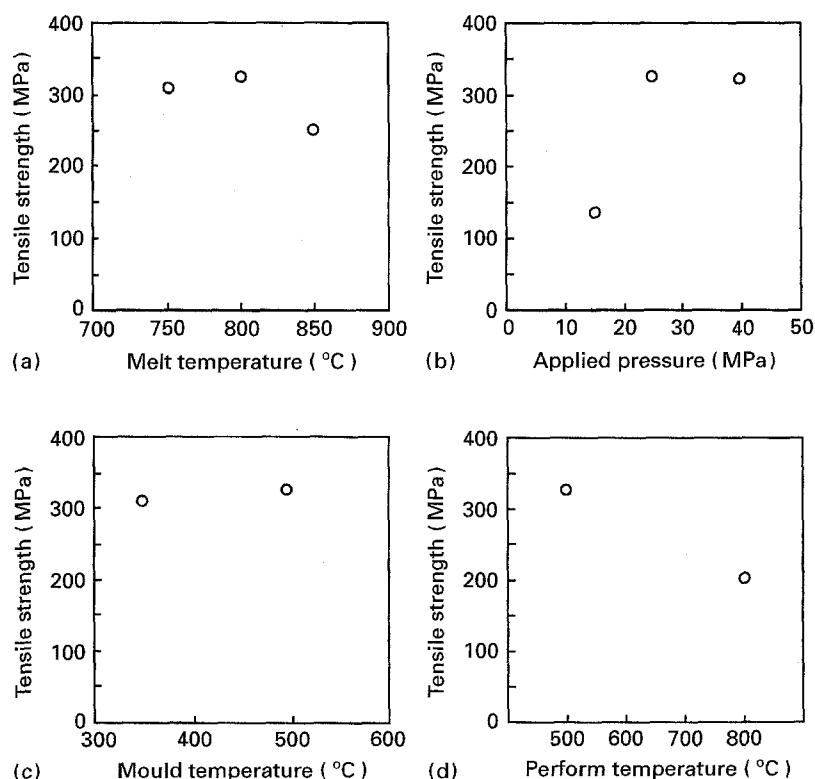 400
300
200
100
0
700 750 800 850 900
Tensile strength (MPa)
(a) Melt temperature (°C)
400
300
200
100
0
0 10 20 30 40 50
Tensile strength (MPa)
(b) Applied pressure (MPa)
400
300
200
100
0
300 400 500 600
Tensile strength (MPa)
(c) Mould temperature (°C)
400
300
200
100
0
500 600 700 800
Tensile strength (MPa)
(d) Perform temperature (°C)